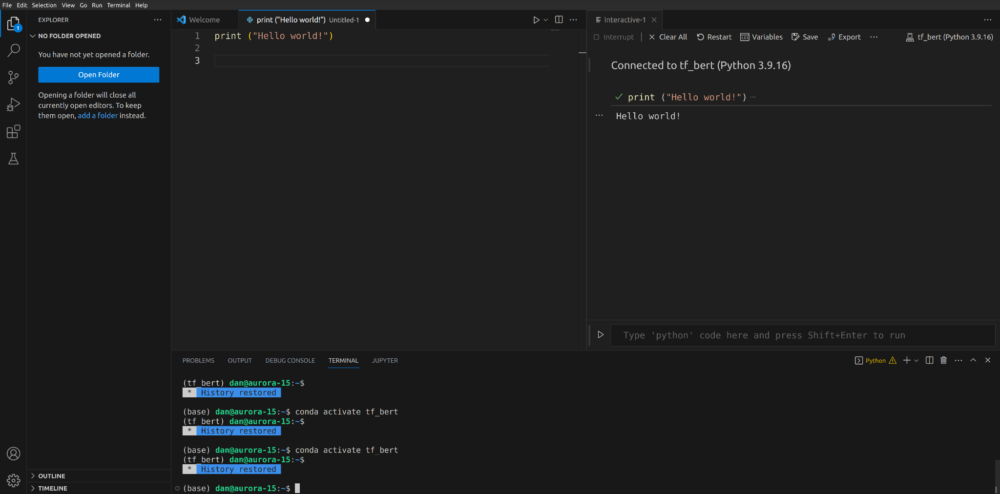 File Edit Selection View Go Run Terminal Help
EXPLORER
1
NO FOLDER OPENED
You have not yet opened a folder.
Open Folder
Opening a folder will close all
currently open editors. To keep
them open, add a folder instead.
OUTLINE
TIMELINE
Welcome
print ("Hello world!") Untitled-1
1 print ("Hello world!")
2
3
Interactive-1
Interrupt | Clear All Restart Variables Save Export ... tf_bert (Python 3.9.16)
Connected to tf_bert (Python 3.9.16)
print ("Hello world!") ...
Hello world!
Type 'python' code here and press Shift+Enter to run
PROBLEMS OUTPUT DEBUG CONSOLE TERMINAL JUPYTER
Python
(tf_bert) dan@aurora-15:~$
* History restored
(base) dan@aurora-15:~$ conda activate tf_bert
(tf_bert) dan@aurora-15:~$
* History restored
(base) dan@aurora-15:~$ conda activate tf_bert
(tf_bert) dan@aurora-15:~$
* History restored
(base) dan@aurora-15:~$